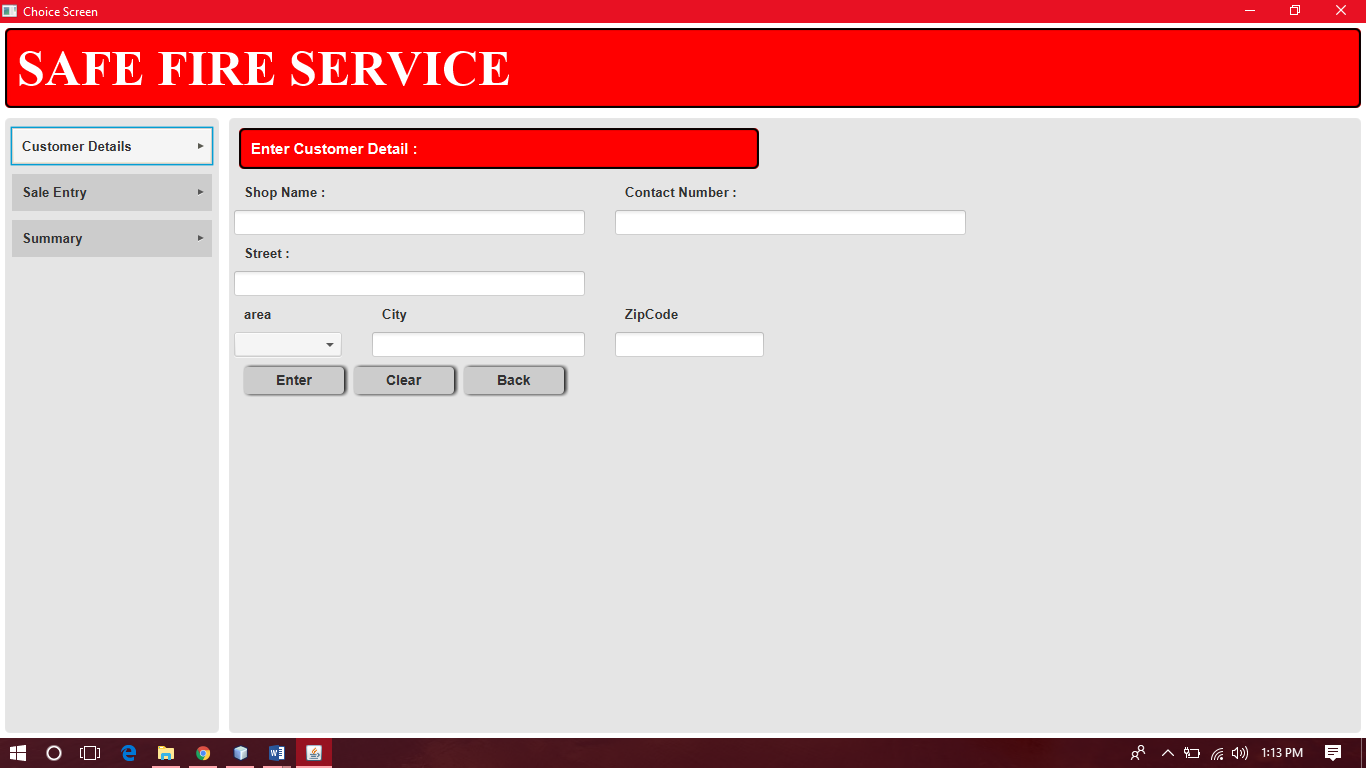 Choice Screen
SAFE FIRE SERVICE
Customer Details
Sale Entry
Summary
Enter Customer Detail :
Shop Name :
Contact Number :
Street :
area
City
ZipCode
Enter
Clear
Back
1:13 PM